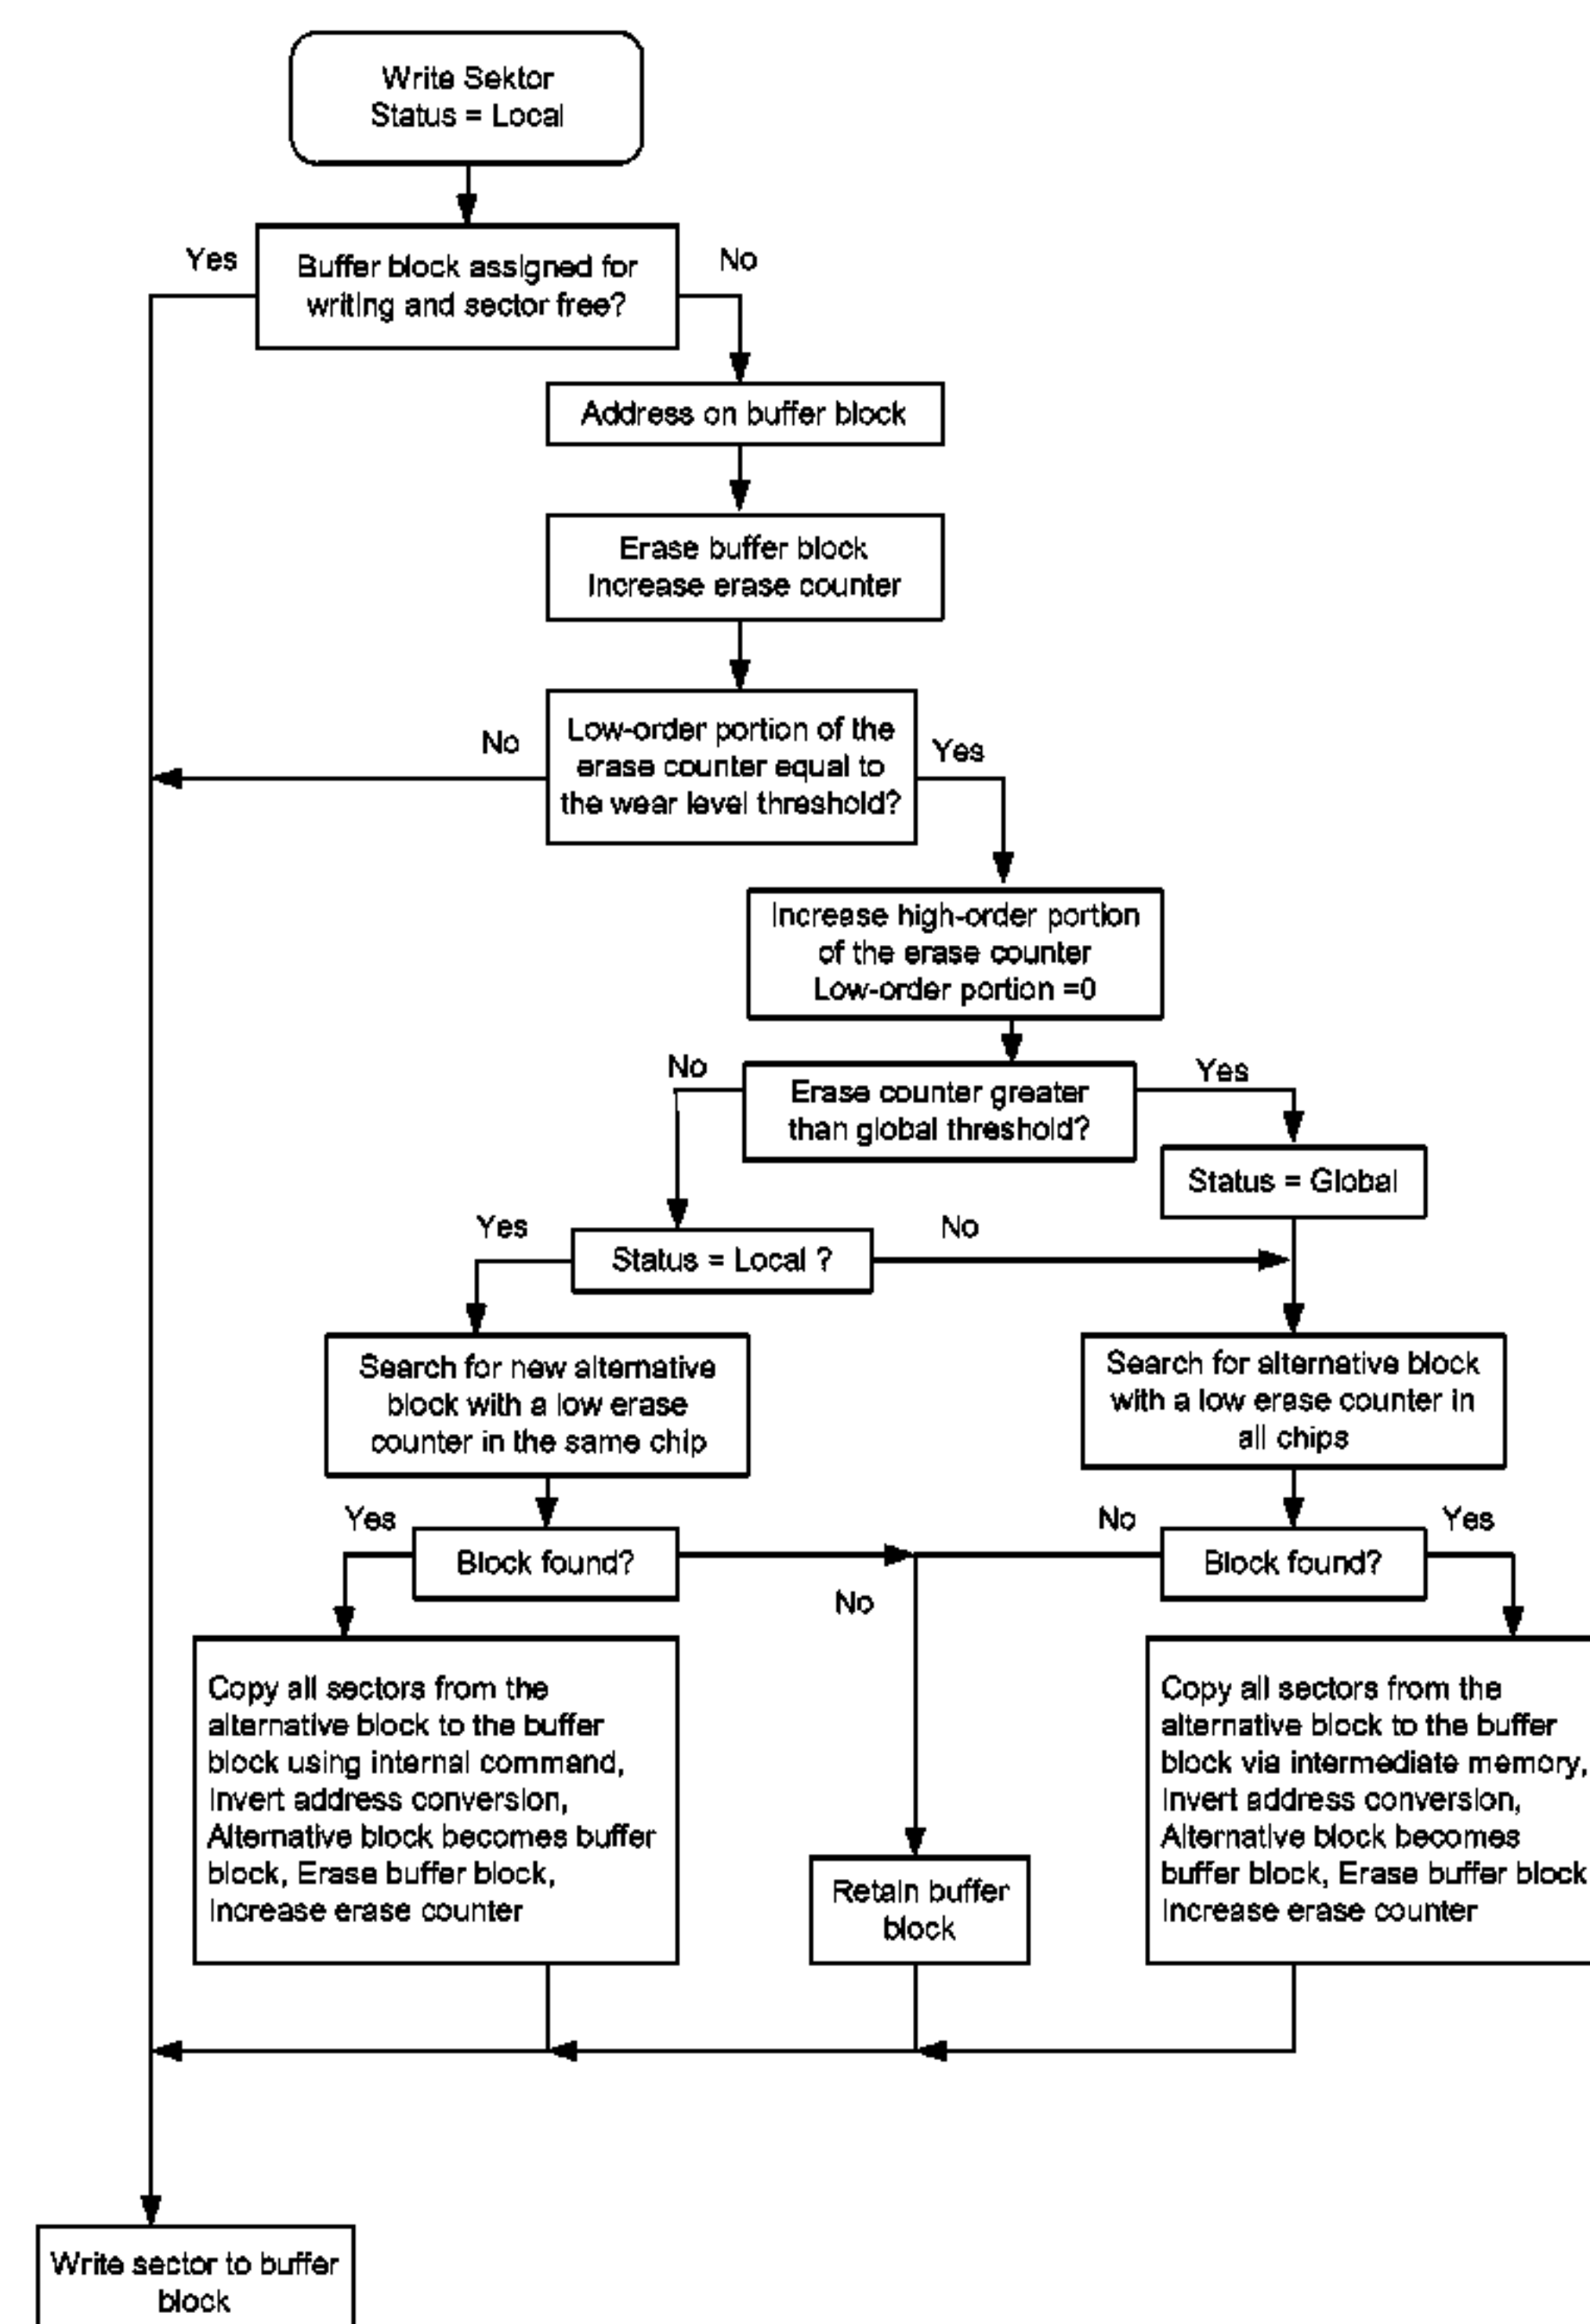 Write Sektor
Status = Local
Yes
No
Buffer block assigned for
writing and sector free?
Address on buffer block
Erase buffer block
Increase erase counter
No
Low-order portion of the
erase counter equal to
the wear level threshold?
Yes
Increase high-order portion
of the erase counter
Low-order portion =0
No
Erase counter greater
than global threshold?
Yes
Status = Global
Yes
Status = Local ?
No
Search for new alternative
block with a low erase
counter in the same chip
Search for alternative block
with a low erase counter in
all chips
Yes
Block found?
No
No
Block found?
Yes
Copy all sectors from the
alternative block to the buffer
block using internal command,
Invert address conversion,
Alternative block becomes buffer
block, Erase buffer block,
Increase erase counter
Retain buffer
block
Copy all sectors from the
alternative block to the buffer
block via intermediate memory,
Invert address conversion,
Alternative block becomes
buffer block, Erase buffer block
Increase erase counter
Write sector to buffer
block